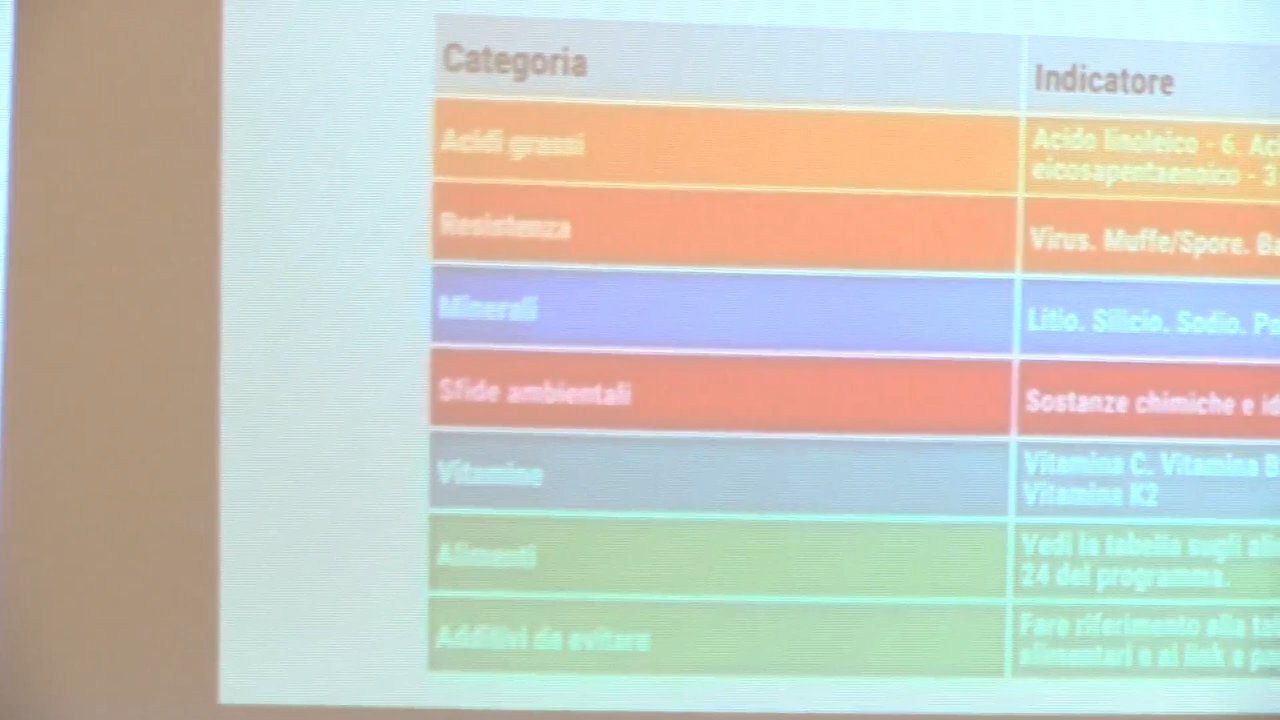 Categoria
Indicatore
Acidi grassi
Acido linoleico - 6. Aci
eicosapentaenoico - 3
Resistenza
Virus. Muffe/Spore. Ba
Minerali
Litio. Silicio. Sodio. Po
Sfide ambientali
Sostanze chimiche e id
Vitamine
Vitamina C. Vitamina B
Vitamina K2
Alimenti
Vedi la tabella sugli ali
24 del programma.
Additivi da evitare
Fare riferimento alla ta
alimentari e ai link e pa